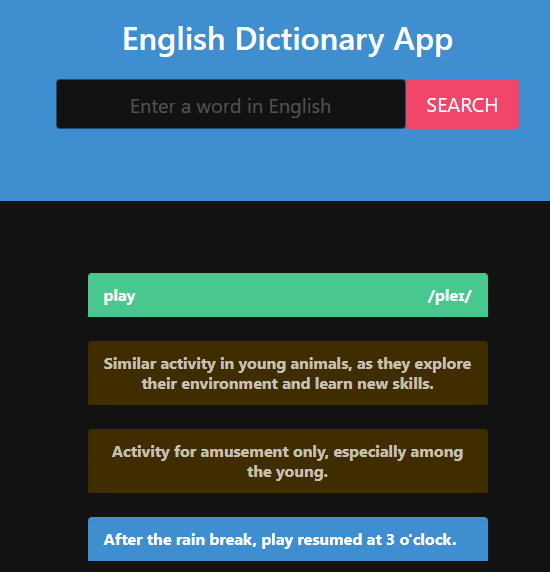 English Dictionary App
Enter a word in English
SEARCH
play /pleɪ/
Similar activity in young animals, as they explore
their environment and learn new skills.
Activity for amusement only, especially among
the young.
After the rain break, play resumed at 3 o'clock.